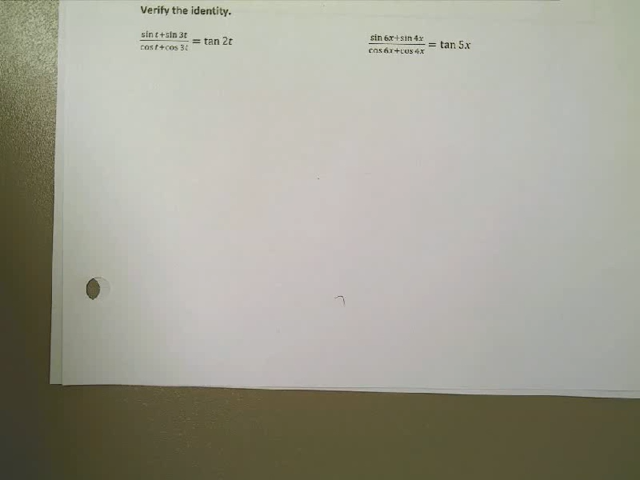 Verify the identity.
sin t+sin 3t / cos t+cos 3t = tan 2t
sin 6x+sin 4x / cos 6x+cos 4x = tan 5x